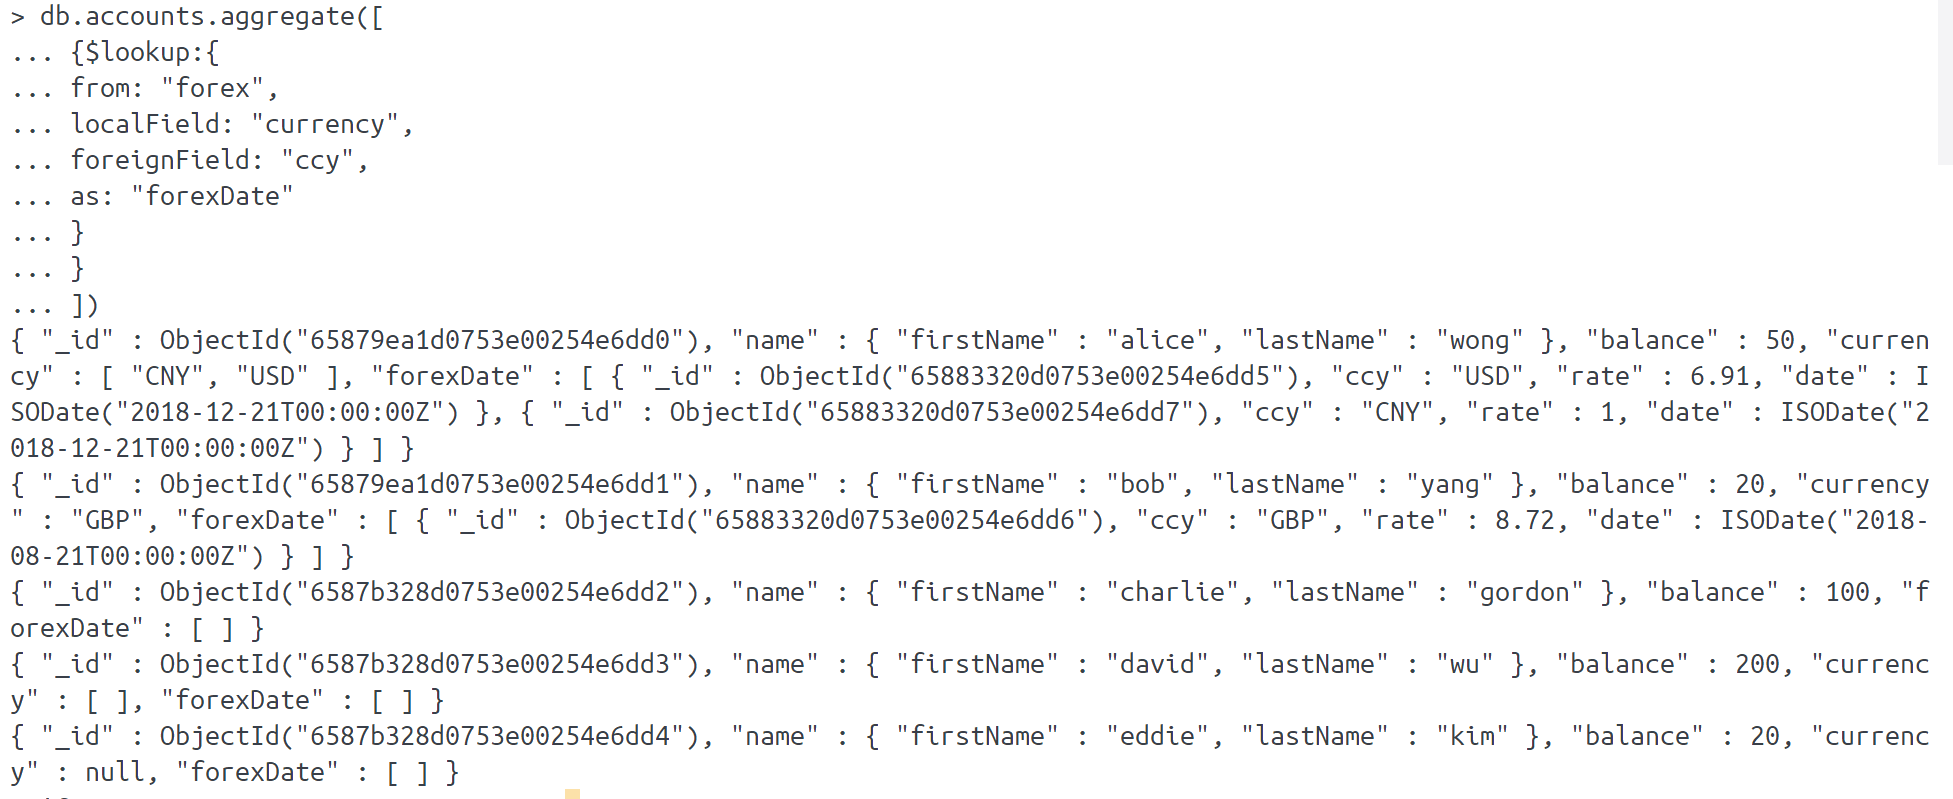 > db.accounts.aggregate([
... {$lookup:{
... from: "forex",
... localField: "currency",
... foreignField: "ccy",
... as: "forexDate"
... }
... }
... ])
{ "_id" : ObjectId("65879ea1d0753e00254e6dd0"), "name" : { "firstName" : "alice", "lastName" : "wong" }, "balance" : 50, "curren
cy" : [ "CNY", "USD" ], "forexDate" : [ { "_id" : ObjectId("65883320d0753e00254e6dd5"), "ccy" : "USD", "rate" : 6.91, "date" : I
SODate("2018-12-21T00:00:00Z") }, { "_id" : ObjectId("65883320d0753e00254e6dd7"), "ccy" : "CNY", "rate" : 1, "date" : ISODate("2
018-12-21T00:00:00Z") } ] }
{ "_id" : ObjectId("65879ea1d0753e00254e6dd1"), "name" : { "firstName" : "bob", "lastName" : "yang" }, "balance" : 20, "currency
" : "GBP", "forexDate" : [ { "_id" : ObjectId("65883320d0753e00254e6dd6"), "ccy" : "GBP", "rate" : 8.72, "date" : ISODate("2018-
08-21T00:00:00Z") } ] }
{ "_id" : ObjectId("6587b328d0753e00254e6dd2"), "name" : { "firstName" : "charlie", "lastName" : "gordon" }, "balance" : 100, "f
orexDate" : [ ] }
{ "_id" : ObjectId("6587b328d0753e00254e6dd3"), "name" : { "firstName" : "david", "lastName" : "wu" }, "balance" : 200, "currenc
y" : [ ], "forexDate" : [ ] }
{ "_id" : ObjectId("6587b328d0753e00254e6dd4"), "name" : { "firstName" : "eddie", "lastName" : "kim" }, "balance" : 20, "currenc
y" : null, "forexDate" : [ ] }